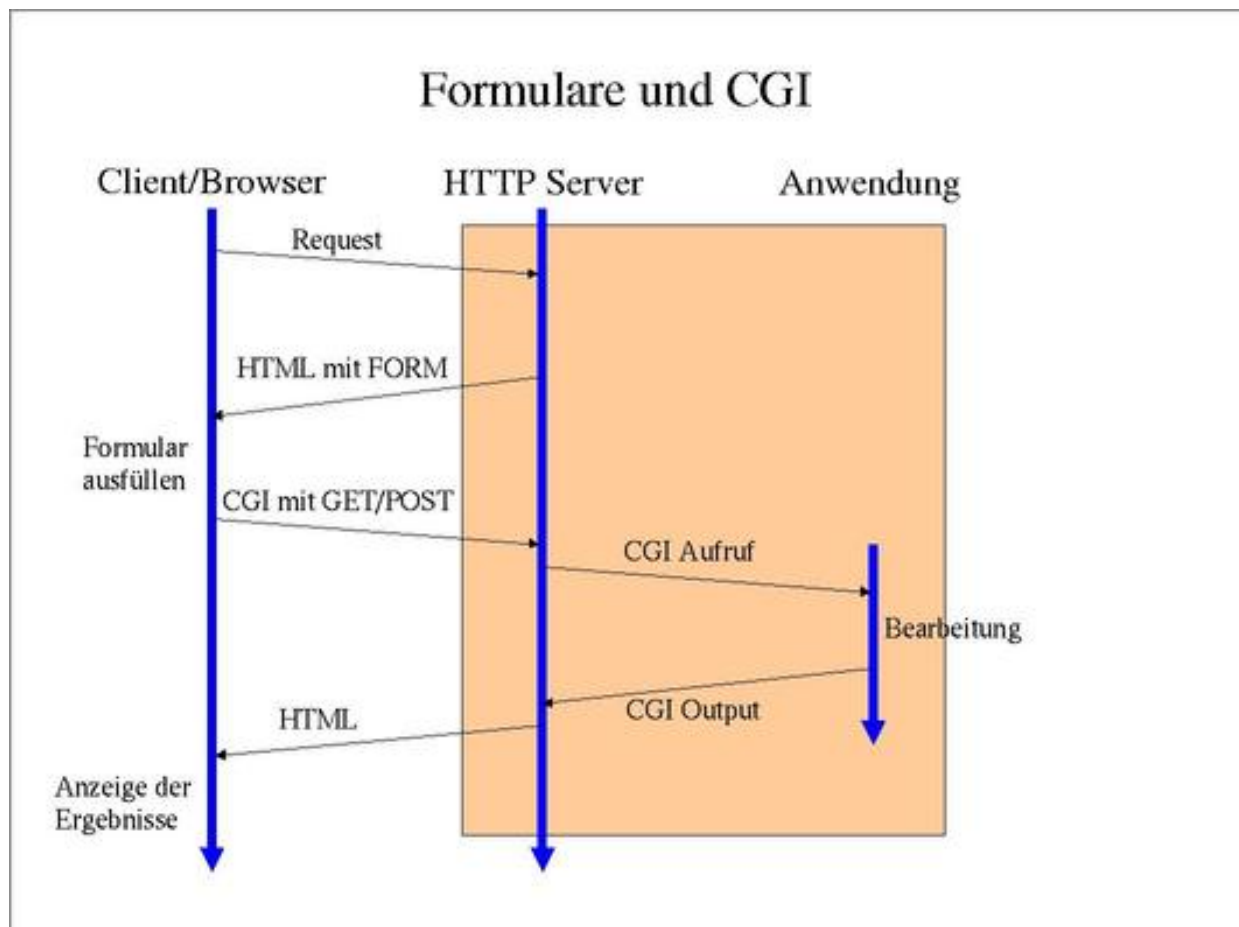 Formulare und CGI
Client/Browser
HTTP Server
Anwendung
Request
HTML mit FORM
Formular
ausfüllen
CGI mit GET/POST
CGI Aufruf
Bearbeitung
CGI Output
HTML
Anzeige der
Ergebnisse